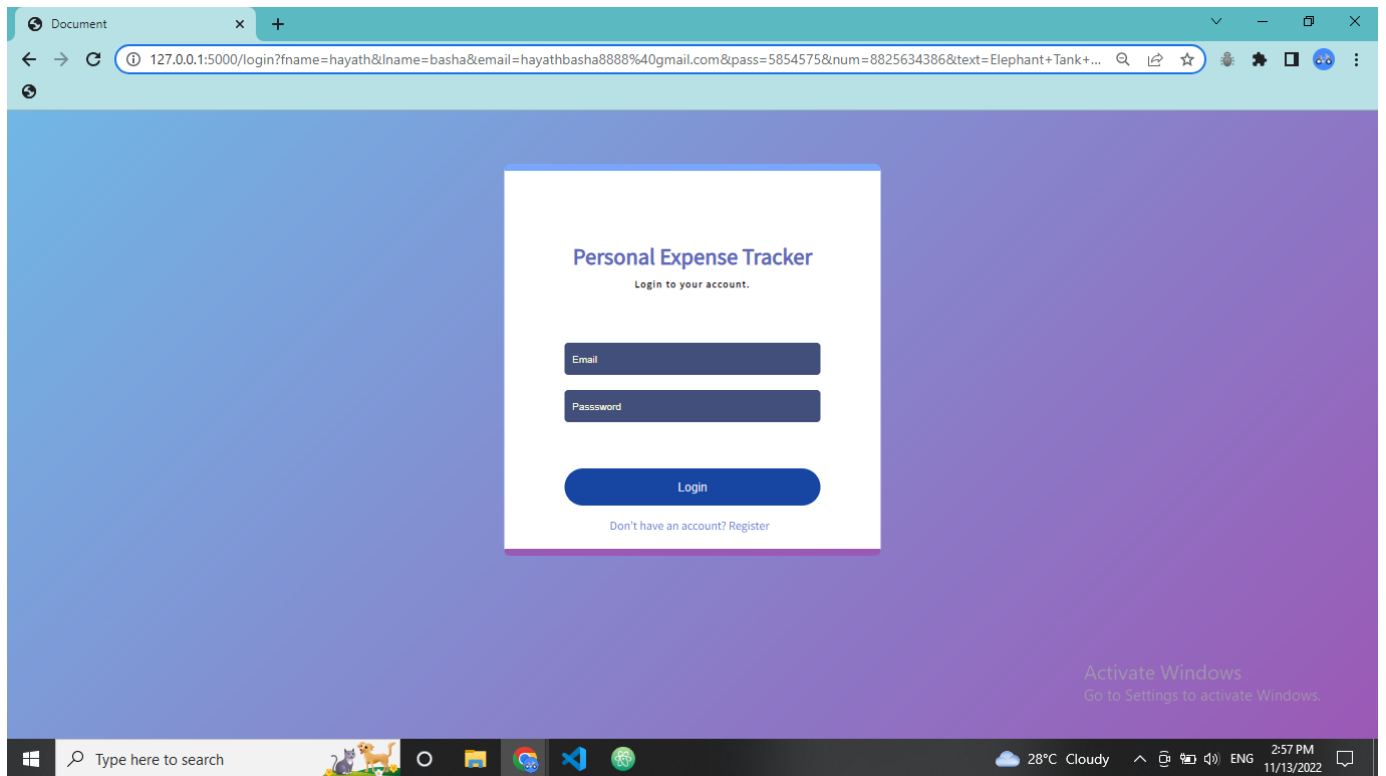 Document
127.0.0.1:5000/login?fname=hayath&lname=basha&email=hayathbasha8888%40gmail.com&pass=5854575&num=8825634386&text=Elephant+Tank+...
Personal Expense Tracker
Login to your account.
Email
Passsword
Login
Don't have an account? Register
Activate Windows
Go to Settings to activate Windows.
Type here to search
28°C Cloudy
ENG
2:57 PM
11/13/2022